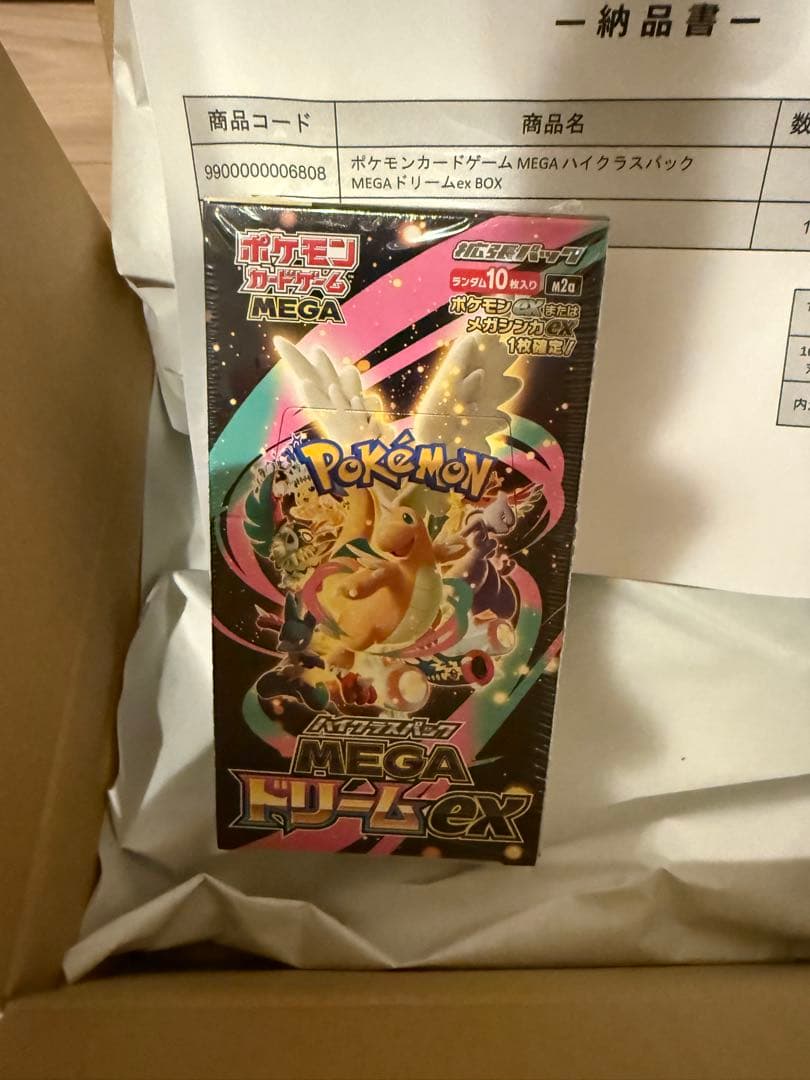 ー納品書ー
商品コード
商品名
数
9900000006808
ポケモンカードゲーム MEGA ハイクラスパック
MEGAドリームex BOX
1
内
ポケモン
カードゲーム
MEGA
拡張パック
ランダム10枚入り
M2a
ポケモンexまたは
メガシンカex
1枚確定!
POKéMON
ハイクラスパック
MEGA
ドリームex